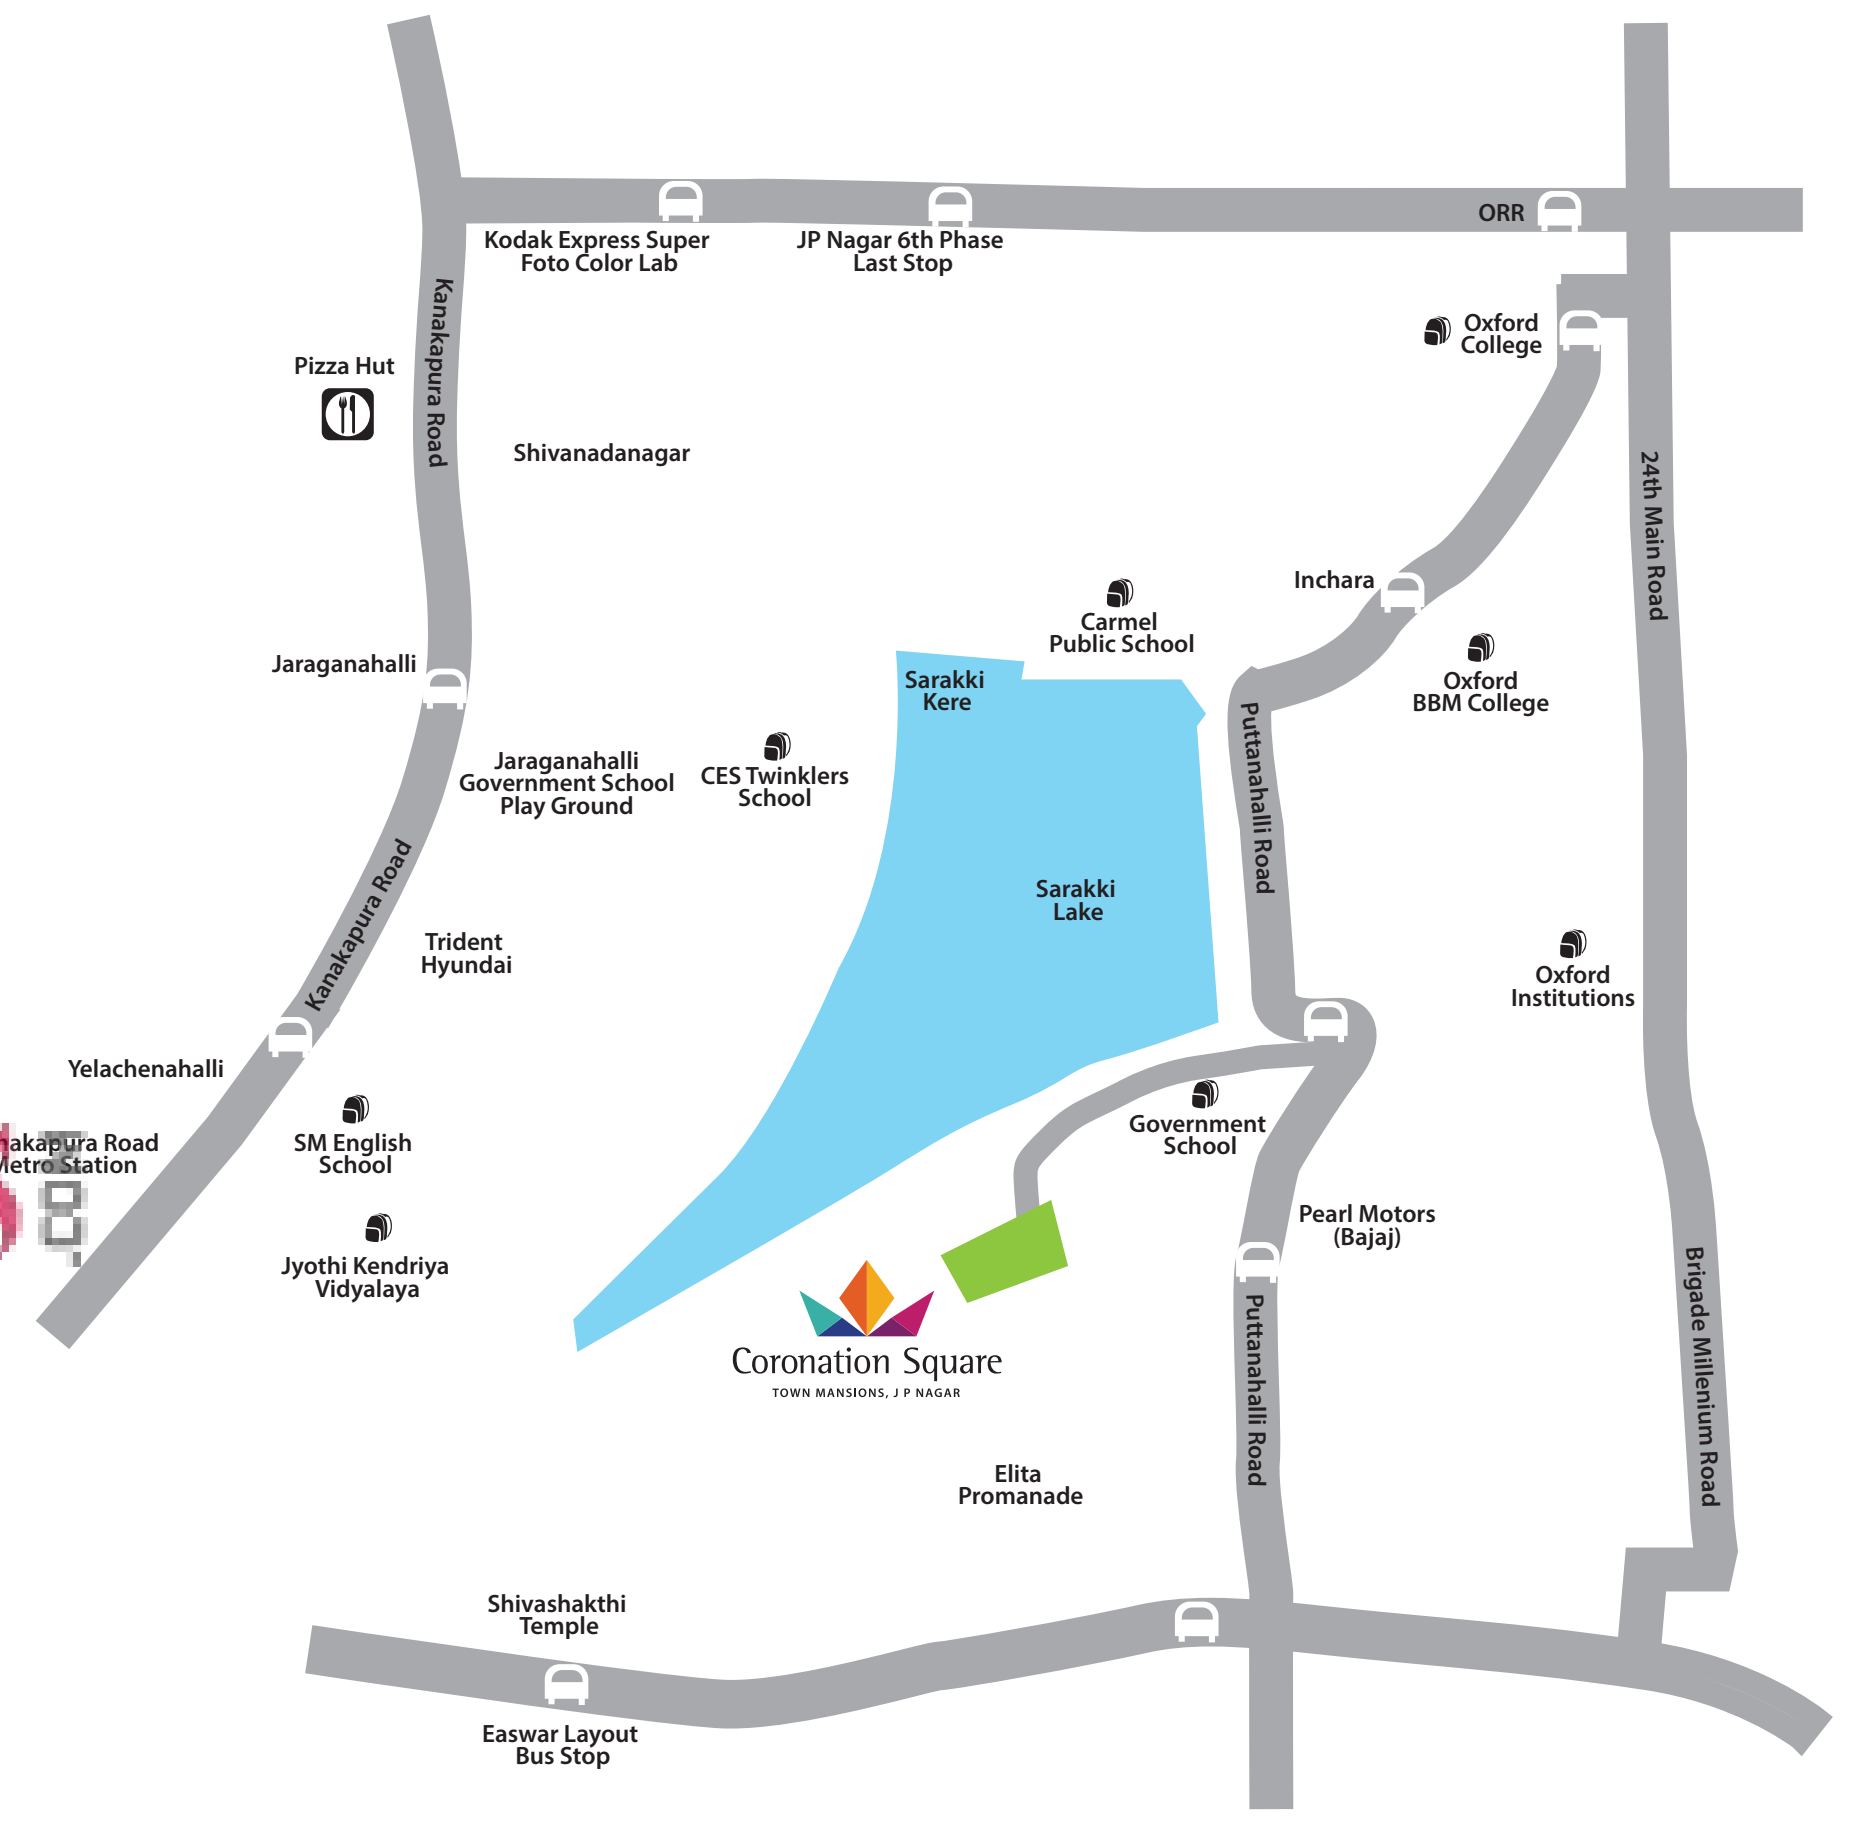 ORR
Kodak Express Super
Foto Color Lab
JP Nagar 6th Phase
Last Stop
Kanakapura Road
Oxford
College
Pizza Hut
Shivanadanagar
24th Main Road
Inchara
Carmel
Public School
Jaraganahalli
Sarakki
Kere
Oxford
BBM College
Puttanahalli Road
Jaraganahalli
Government School
Play Ground
CES Twinklers
School
Kanakapura Road
Sarakki
Lake
Trident
Hyundai
Oxford
Institutions
Yelachenahalli
Government
School
SM English
School
nakapura Road
Metro Station
Pearl Motors
(Bajaj)
Jyothi Kendriya
Vidyalaya
Coronation Square
TOWN MANSIONS, J P NAGAR
Puttanahalli Road
Brigade Millenium Road
Elita
Promanade
Shivashakthi
Temple
Easwar Layout
Bus Stop